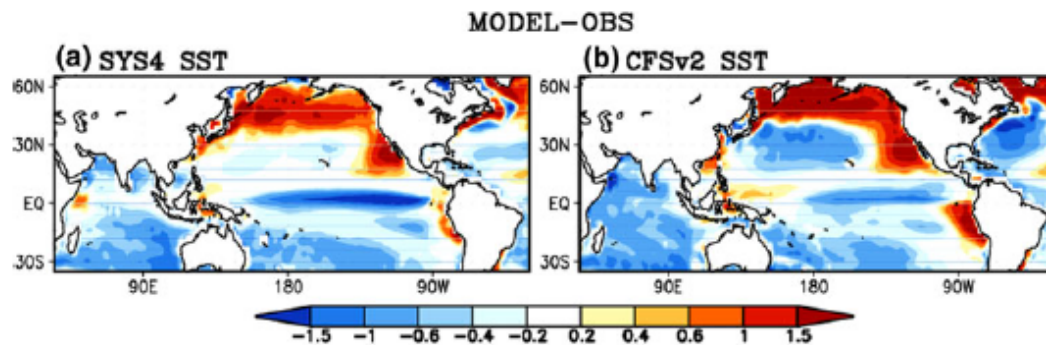 MODEL-OBS
(a) SYS4 SST
(b) CFSv2 SST
60N
60N
30N
30N
EQ
EQ
30S
30S
90E 180 90W
90E 180 90W
-1.5 -1 -0.6 -0.4 -0.2 0.2 0.4 0.6 1 1.5